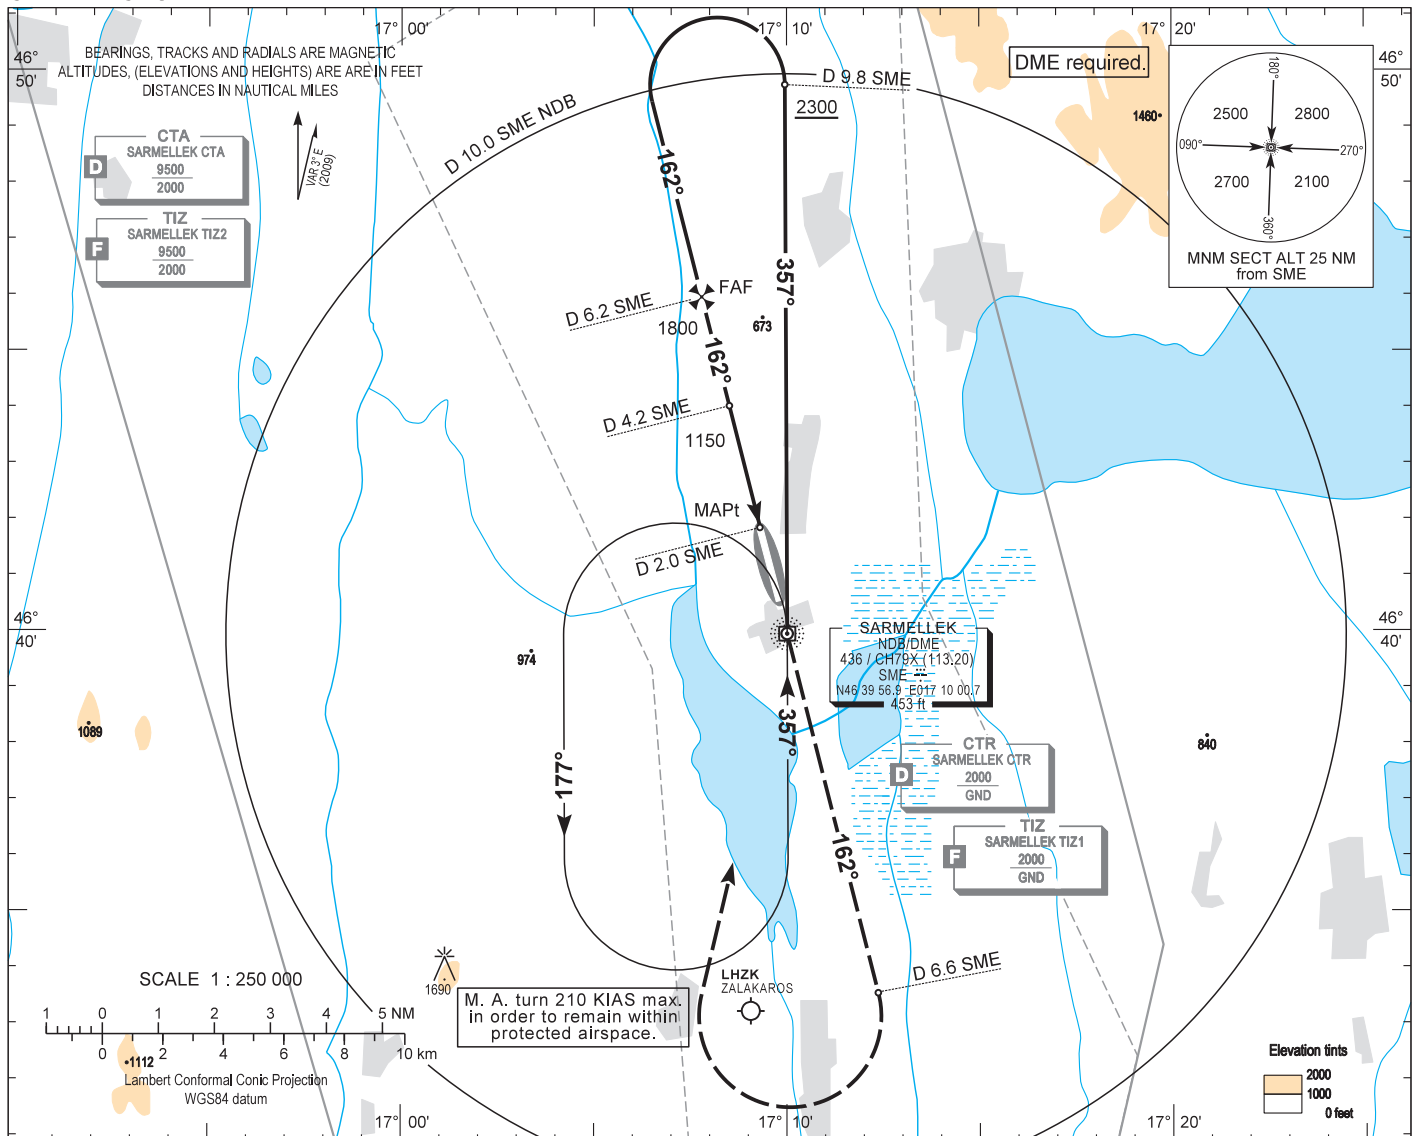 17° 00'
17° 10'
17° 20'
46°
50'
46°
50'
BEARINGS, TRACKS AND RADIALS ARE MAGNETIC
ALTITUDES, (ELEVATIONS AND HEIGHTS) ARE ARE IN FEET
DISTANCES IN NAUTICAL MILES
CTA
SARMELLEK CTA
9500
2000
D
TIZ
SARMELLEK TIZ2
9500
2000
F
VAR 3° E
(2009)
D 10.0 SME NDB
D 9.8 SME
2300
DME required.
1460
180°
2500
2800
090°
270°
2700
2100
360°
MNM SECT ALT 25 NM
from SME
162°
357°
FAF
D 6.2 SME
1800
673
162°
D 4.2 SME
1150
MAPt
D 2.0 SME
46°
40'
46°
40'
SARMELLEK
NDB/DME
436 / CH79X (113.20)
SME
N46 39 56.9 E017 10 00.7
453 ft
974
1089
840
357°
177°
CTR
SARMELLEK CTR
2000
GND
D
TIZ
SARMELLEK TIZ1
2000
GND
F
162°
D 6.6 SME
LHZK
ZALAKAROS
1690
M. A. turn 210 KIAS max.
in order to remain within
protected airspace.
SCALE 1 : 250 000
1 0 1 2 3 4 5 NM
0 2 4 6 8 10 km
1112
Lambert Conformal Conic Projection
WGS84 datum
Elevation tints
2000
1000
0 feet
17° 00'
17° 10'
17° 20'